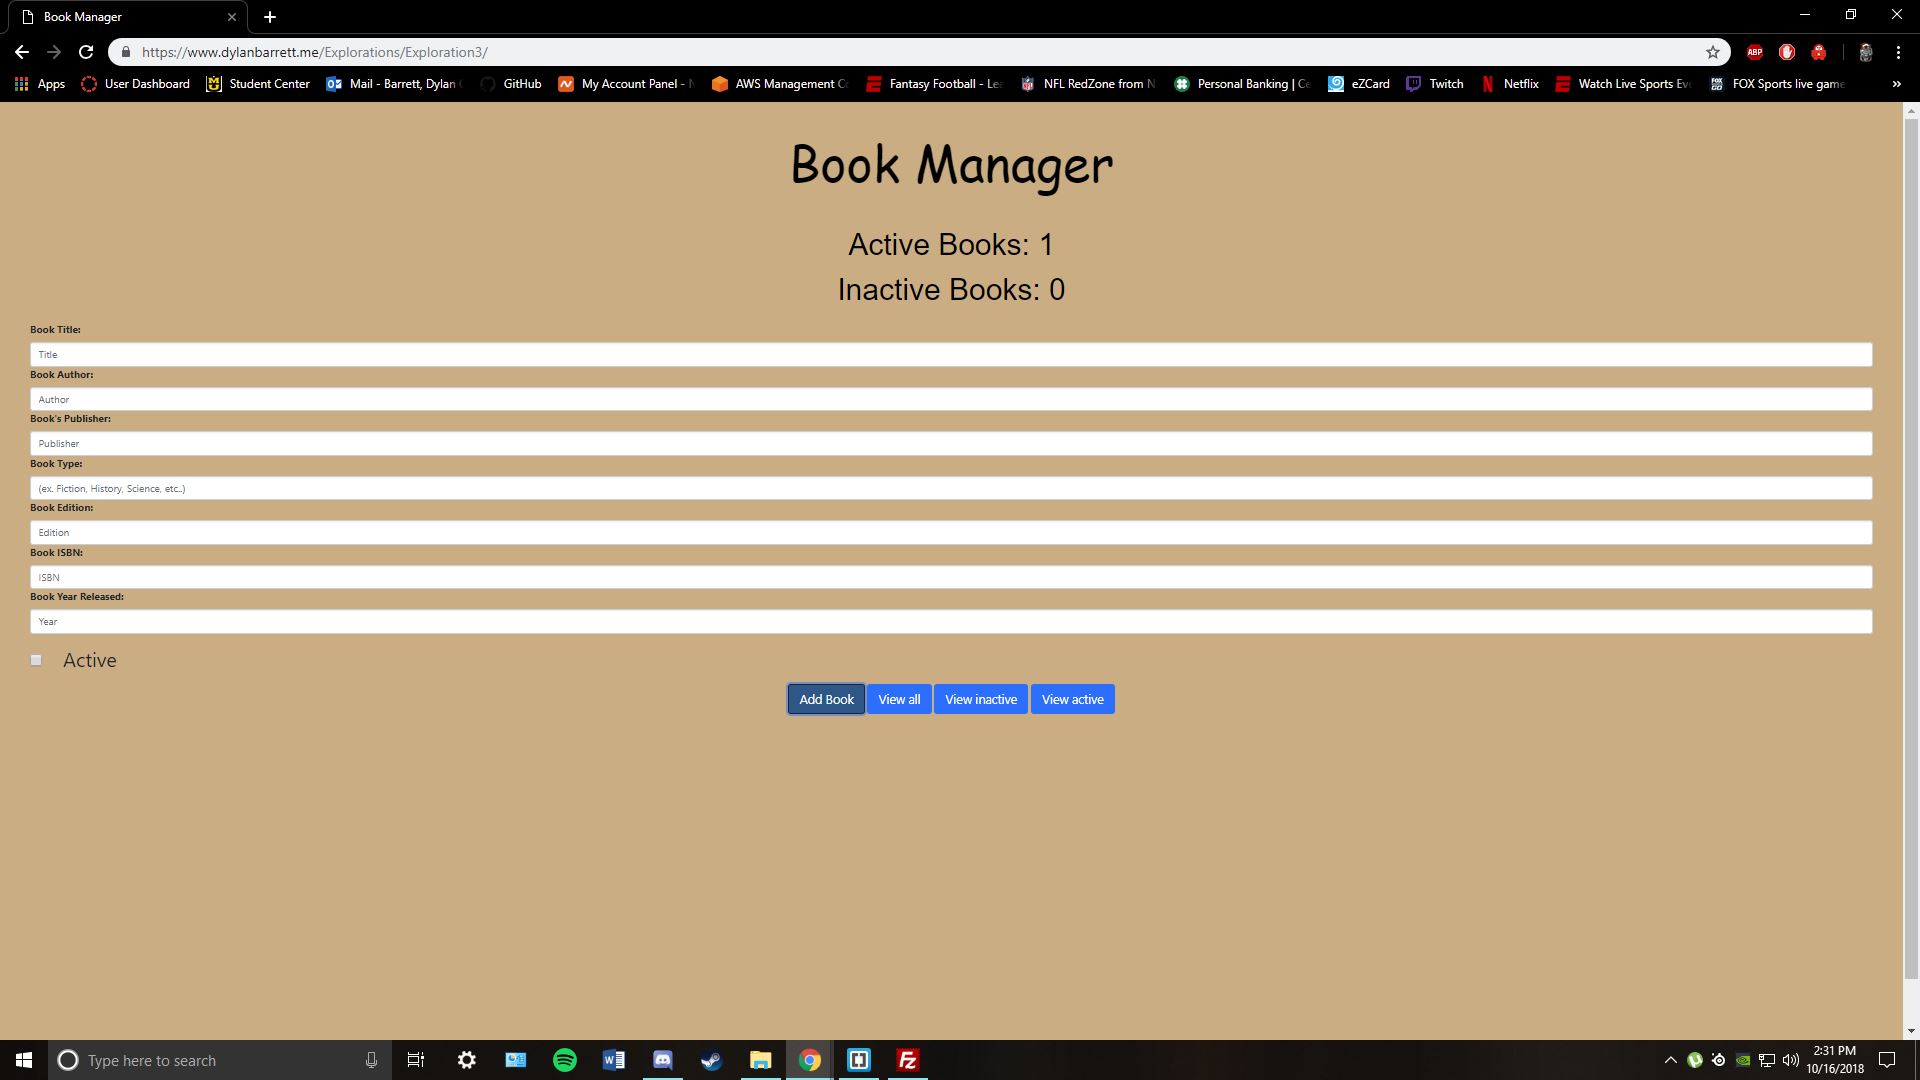 Book Manager
https://www.dylanbarrett.me/Explorations/Exploration3/
ABP
Apps User Dashboard Student Center Mail - Barrett, Dylan GitHub My Account Panel - AWS Management Fantasy Football - NFL RedZone from Personal Banking | eZCard Twitch Netflix Watch Live Sports FOX Sports live game »
Book Manager
Active Books: 1
Inactive Books: 0
Book Title:
Title
Book Author:
Author
Book's Publisher:
Publisher
Book Type:
(ex. Fiction, History, Science, etc..)
Book Edition:
Edition
Book ISBN:
ISBN
Book Year Released:
Year
Active
Add Book View all View inactive View active
Type here to search
2:31 PM
10/16/2018